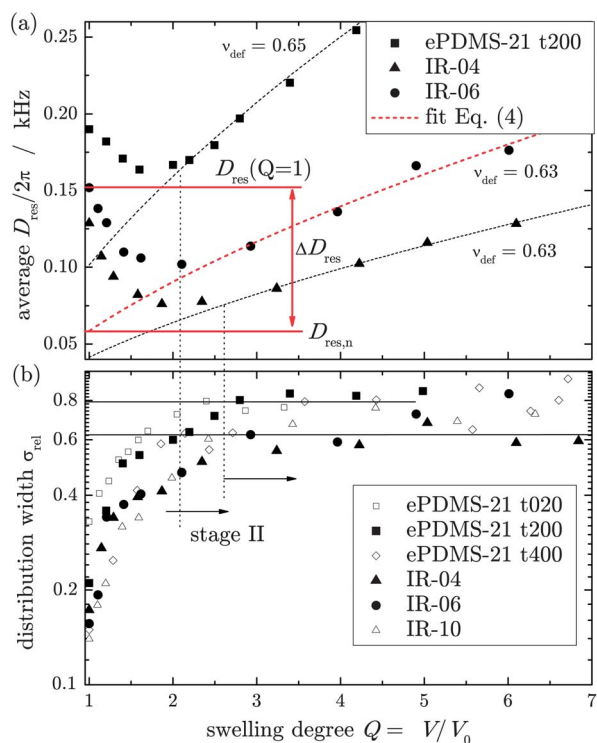 (a)
0.25
0.20
0.15
0.10
0.05
average D_res/2π / kHz
ν_def = 0.65
ePDMS-21 t200
IR-04
IR-06
fit Eq. (4)
D_res(Q=1)
ν_def = 0.63
ΔD_res
ν_def = 0.63
D_res,n
(b)
0.8
0.6
0.4
0.2
0.1
distribution width σ_rel
stage II
ePDMS-21 t020
ePDMS-21 t200
ePDMS-21 t400
IR-04
IR-06
IR-10
1 2 3 4 5 6 7
swelling degree Q = V/V_0